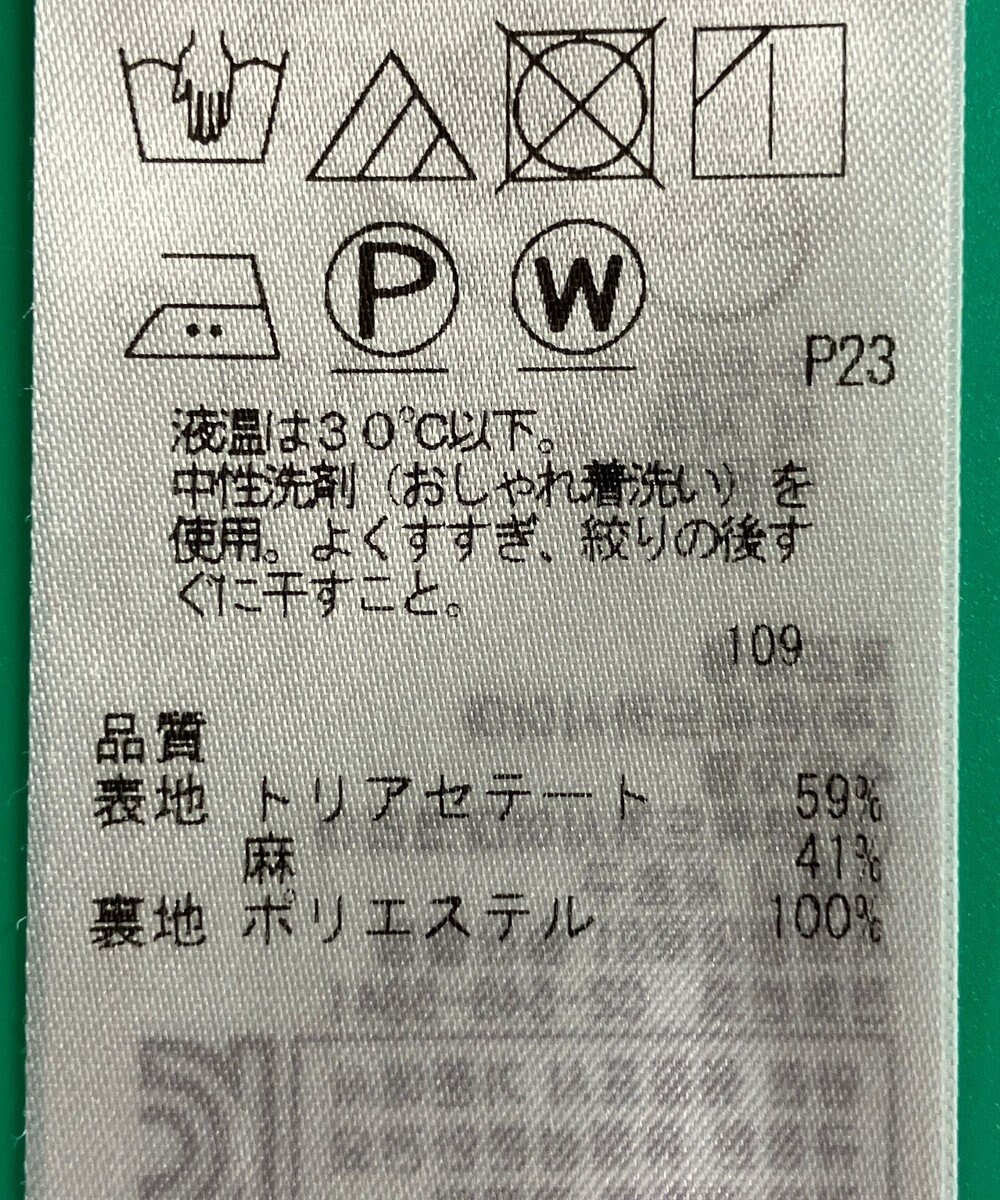 P W
P23
液温は30℃以下。
中性洗剤（おしゃれ着洗い）を
使用。よくすすぎ、絞りの後す
ぐに干すこと。
109
品質
表地 トリアセテート 59%
麻 41%
裏地 ポリエステル 100%